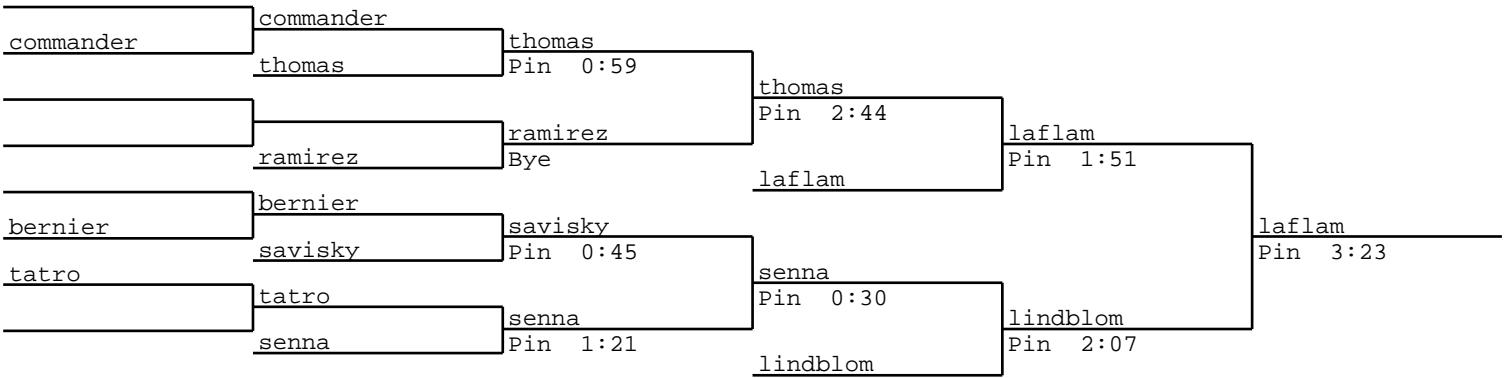 commander
commander
thomas
thomas
Pin 0:59
thomas
Pin 2:44
ramirez
ramirez
Bye
laflam
Pin 1:51
laflam
bernier
bernier
savisky
savisky
Pin 0:45
laflam
Pin 3:23
tatro
tatro
senna
Pin 0:30
senna
senna
Pin 1:21
lindblom
Pin 2:07
lindblom